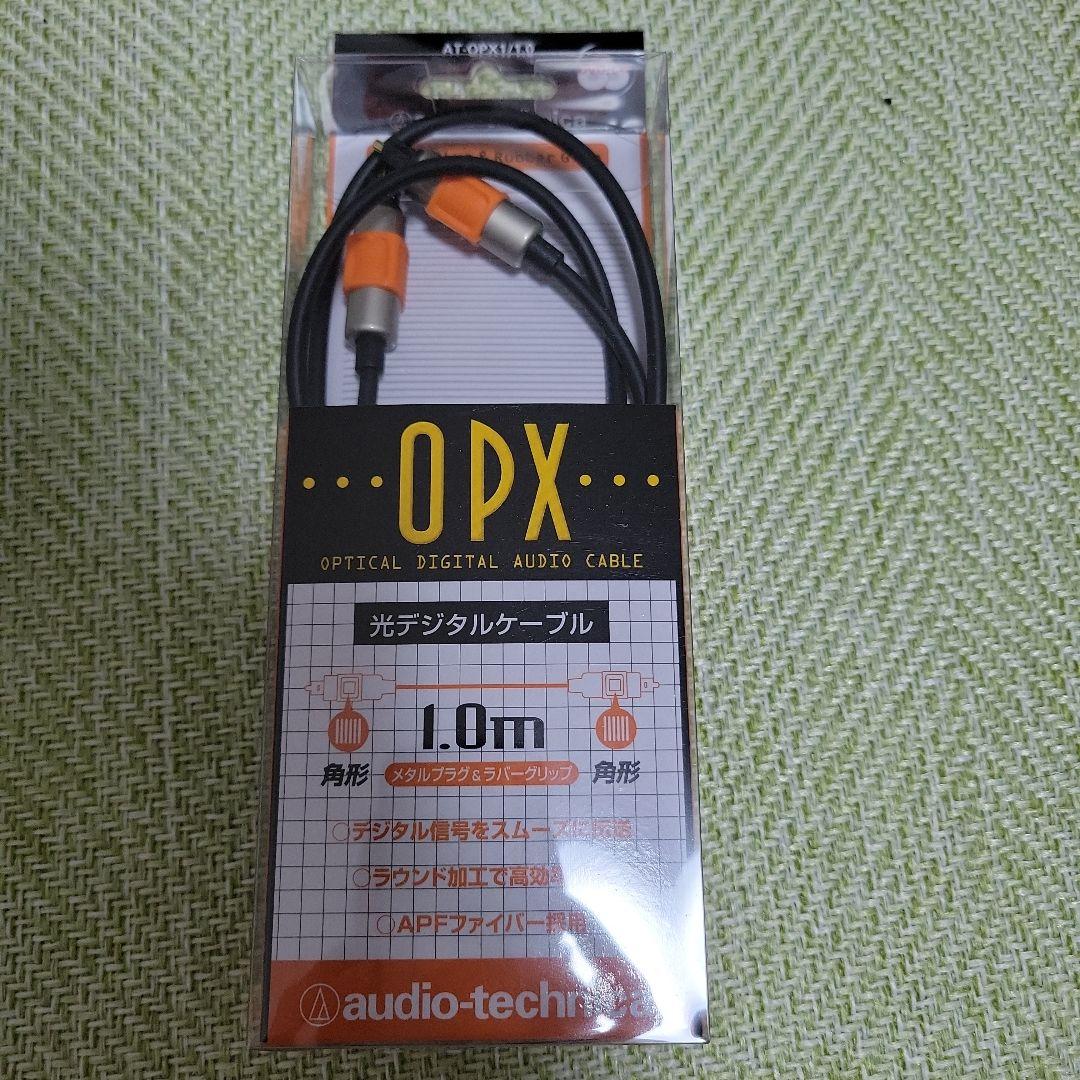 AT-OPX1/1.0
& Rubber
OPX
OPTICAL DIGITAL AUDIO CABLE
光デジタルケーブル
1.0m
角形
メタルプラグ&ラバーグリップ
角形
○デジタル信号をスムーズに伝送
○ラウンド加工で高効率
○APFファイバー採用
audio-technica